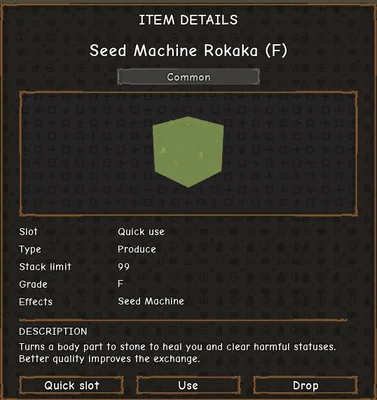 ITEM DETAILS
Seed Machine Rokaka (F)
Common
Slot Quick use
Type Produce
Stack limit 99
Grade F
Effects Seed Machine
DESCRIPTION
Turns a body part to stone to heal you and clear harmful statuses.
Better quality improves the exchange.
Quick slot Use Drop